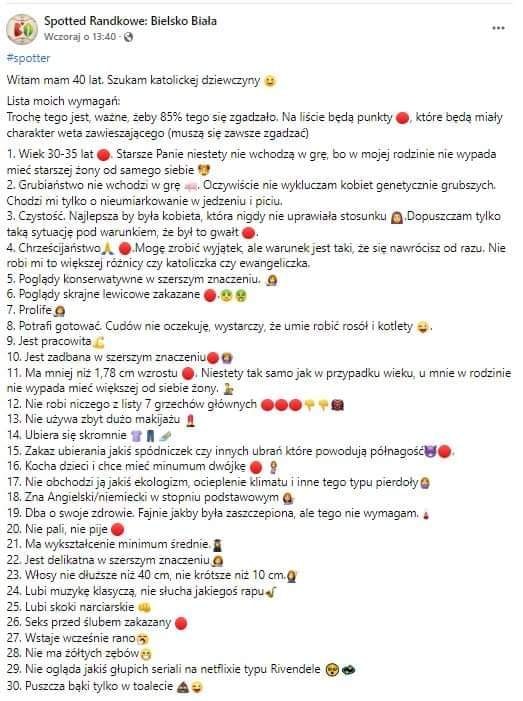 Spotted Randkowe: Bielsko Biała
Wczoraj o 13:40 ·
#spotter
Witam mam 40 lat. Szukam katolickej dziewczyny 😀
Lista moich wymagań:
Trochę tego jest, ważne, żeby 85% tego się zgadzało. Na liście będą punkty 🔴, które będą miały
charakter weta zawieszającego (muszą się zawsze zgadzać)
1. Wiek 30-35 lat 🔴. Starsze Panie niestety nie wchodzą w grę, bo w mojej rodzinie nie wypada
mieć starszej żony od samego siebie
2. Grubiaństwo nie wchodzi w grę 🧠. Oczywiście nie wykluczam kobiet genetycznie grubszych.
Chodzi mi tylko o nieumiarkowanie w jedzeniu i piciu.
3. Czystość. Najlepsza by była kobieta, która nigdy nie uprawiała stosunku 👰.Dopuszczam tylko
taką sytuację pod warunkiem, że był to gwałt 🔴.
4. Chrześcijaństwo🙏 🔴.Mogę zrobić wyjątek, ale warunek jest taki, że się nawrócisz od razu. Nie
robi mi to większej różnicy czy katoliczka czy ewangeliczka.
5. Poglądy konserwatywne w szerszym znaczeniu.
6. Poglądy skrajne lewicowe zakazane 🔴.
7. Prolife
8. Potrafi gotować. Cudów nie oczekuję, wystarczy, że umie robić rosół i kotlety 😀.
9. Jest pracowita💪
10. Jest zadbana w szerszym znaczeniu🔴
11. Ma mniej niż 1,78 cm wzrostu 🔴. Niestety tak samo jak w przypadku wieku, u mnie w rodzinie
nie wypada mieć większej od siebie żony.
12. Nie robi niczego z listy 7 grzechów głównych 🔴🔴🔴👎👎👹
13. Nie używa zbyt dużo makijażu 💄
14. Ubiera się skromnie 👚👖
15. Zakaz ubierania jakiś spódniczek czy innych ubrań które powodują półnagość😈🔴.
16. Kocha dzieci i chce mieć minumum dwójkę 🔴
17. Nie obchodzi ją jakiś ekologizm, ocieplenie klimatu i inne tego typu pierdoły
18. Zna Angielski/niemiecki w stopniu podstawowym
19. Dba o swoje zdrowie. Fajnie jakby była zaszczepiona, ale tego nie wymagam.
20. Nie pali, nie pije 🔴
21. Ma wykształcenie minimum średnie.
22. Jest delikatna w szerszym znaczeniu
23. Włosy nie dłuższe niż 40 cm, nie krótsze niż 10 cm.
24. Lubi muzykę klasyczą, nie słucha jakiegoś rapu🎷
25. Lubi skoki narciarskie 👊
26. Seks przed ślubem zakazany 🔴
27. Wstaje wcześnie rano
28. Nie ma żółtych zębów
29. Nie ogląda jakiś głupich seriali na netflixie typu Rivendele
30. Puszcza bąki tylko w toalecie 💩😀